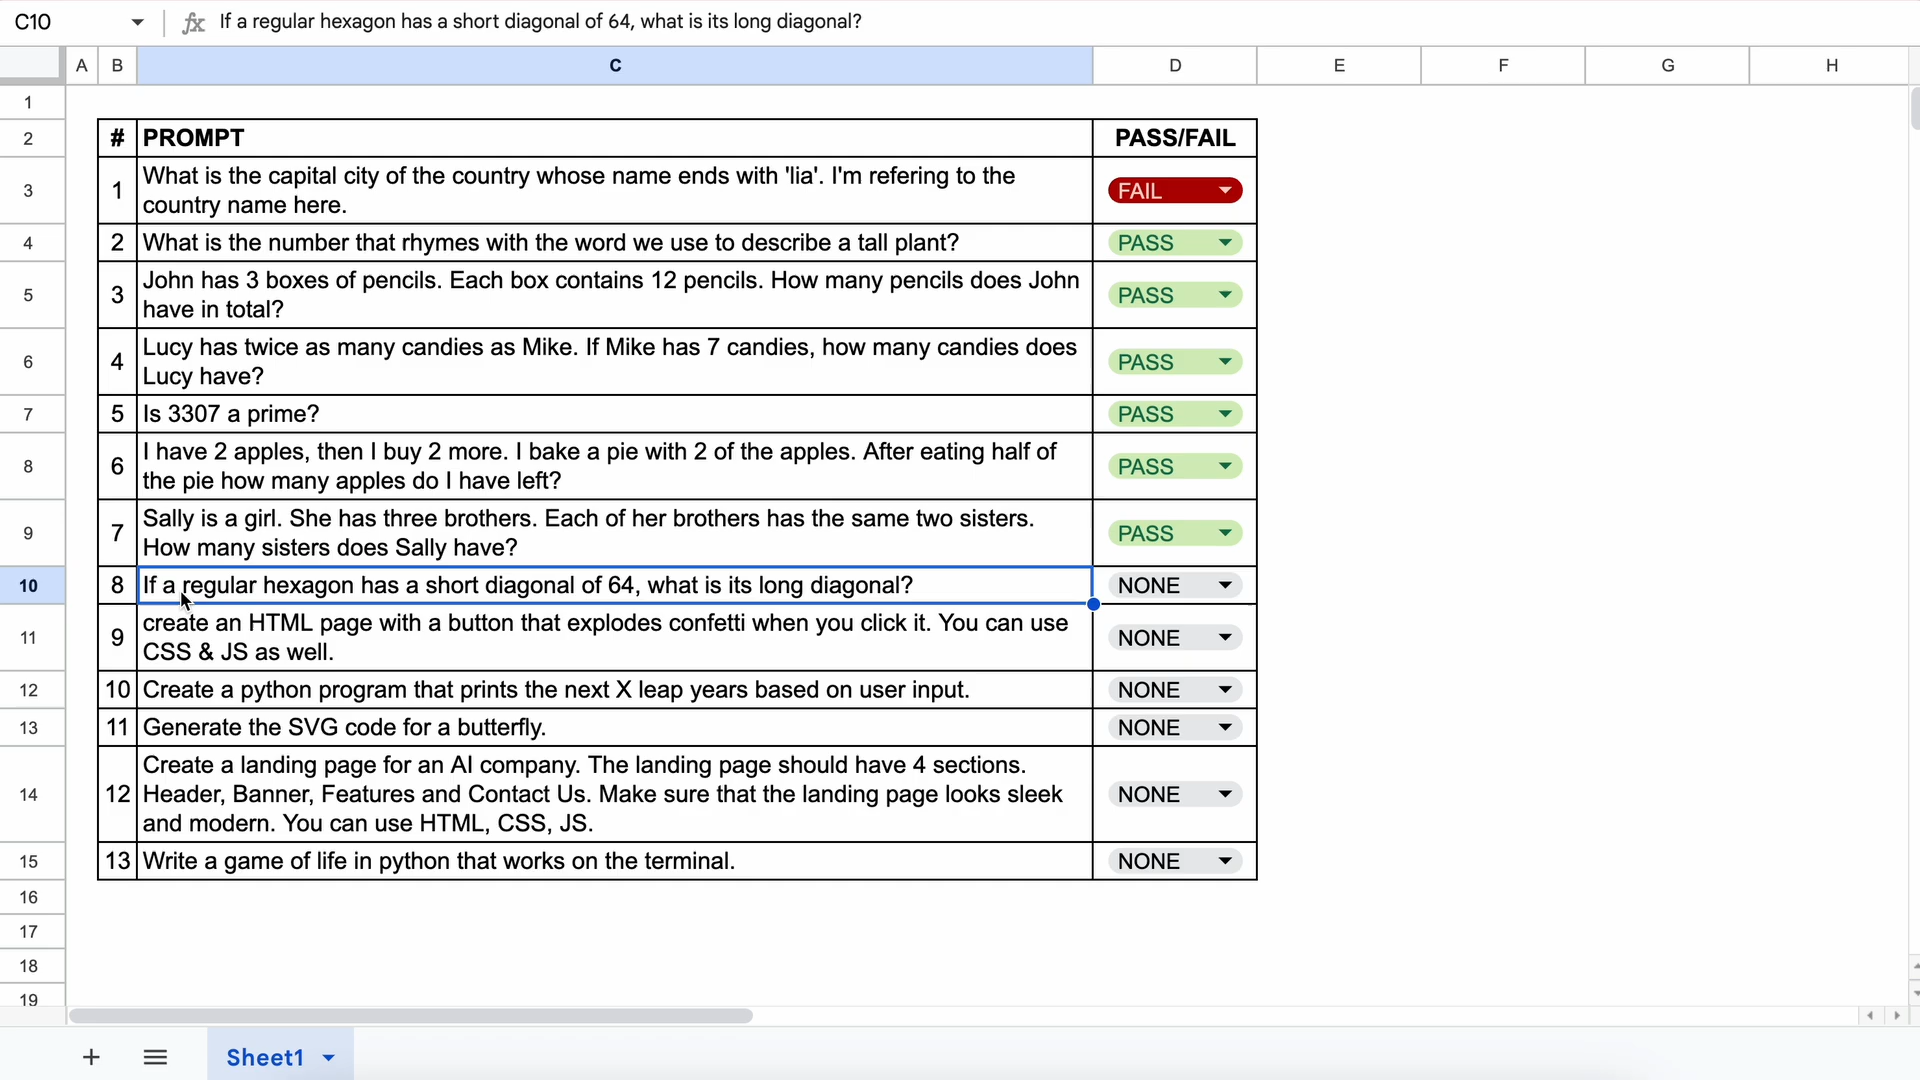 C10
fx If a regular hexagon has a short diagonal of 64, what is its long diagonal?
A B C D E F G H
1
2 # PROMPT PASS/FAIL
3 1 What is the capital city of the country whose name ends with 'lia'. I'm refering to the
country name here. FAIL
4 2 What is the number that rhymes with the word we use to describe a tall plant? PASS
5 3 John has 3 boxes of pencils. Each box contains 12 pencils. How many pencils does John
have in total? PASS
6 4 Lucy has twice as many candies as Mike. If Mike has 7 candies, how many candies does
Lucy have? PASS
7 5 Is 3307 a prime? PASS
8 6 I have 2 apples, then I buy 2 more. I bake a pie with 2 of the apples. After eating half of
the pie how many apples do I have left? PASS
9 7 Sally is a girl. She has three brothers. Each of her brothers has the same two sisters.
How many sisters does Sally have? PASS
10 8 If a regular hexagon has a short diagonal of 64, what is its long diagonal? NONE
11 9 create an HTML page with a button that explodes confetti when you click it. You can use
CSS & JS as well. NONE
12 10 Create a python program that prints the next X leap years based on user input. NONE
13 11 Generate the SVG code for a butterfly. NONE
14 12 Create a landing page for an AI company. The landing page should have 4 sections.
Header, Banner, Features and Contact Us. Make sure that the landing page looks sleek
and modern. You can use HTML, CSS, JS. NONE
15 13 Write a game of life in python that works on the terminal. NONE
16
17
18
19
Sheet1